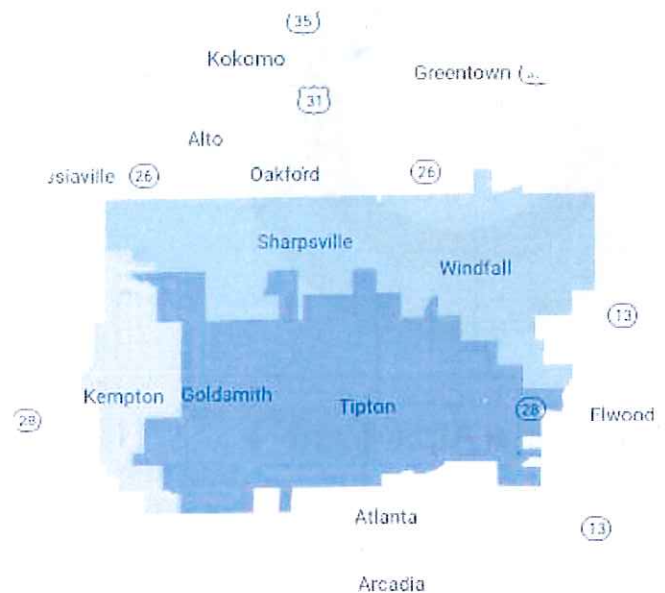 35
Kokomo
Greentown
31
Alto
26
Oakford
26
Sharpsville
Windfall
13
Kempton
Goldsmith
Tipton
28
28
Elwood
Atlanta
13
Arcadia